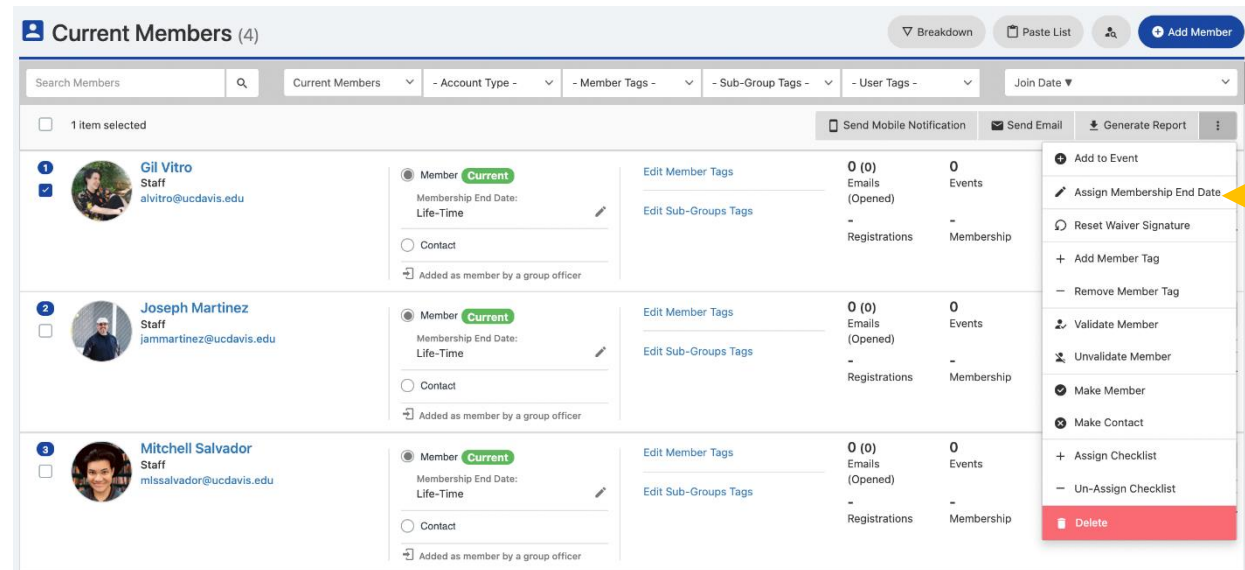 Current Members (4)
Breakdown
Paste List
Add Member
Search Members
Current Members
- Account Type -
- Member Tags -
- Sub-Group Tags -
- User Tags -
Join Date ▼
1 item selected
Send Mobile Notification
Send Email
Generate Report
1
Gil Vitro
Staff
alvitro@ucdavis.edu
Member Current
Membership End Date:
Life-Time
Contact
Added as member by a group officer
Edit Member Tags
Edit Sub-Groups Tags
0 (0)
Emails
(Opened)
-
Registrations
0
Events
-
Membership
2
Joseph Martinez
Staff
jammartinez@ucdavis.edu
Member Current
Membership End Date:
Life-Time
Contact
Added as member by a group officer
Edit Member Tags
Edit Sub-Groups Tags
0 (0)
Emails
(Opened)
-
Registrations
0
Events
-
Membership
3
Mitchell Salvador
Staff
mlssalvador@ucdavis.edu
Member Current
Membership End Date:
Life-Time
Contact
Added as member by a group officer
Edit Member Tags
Edit Sub-Groups Tags
0 (0)
Emails
(Opened)
-
Registrations
0
Events
-
Membership
Add to Event
Assign Membership End Date
Reset Waiver Signature
Add Member Tag
Remove Member Tag
Validate Member
Unvalidate Member
Make Member
Make Contact
Assign Checklist
Un-Assign Checklist
Delete